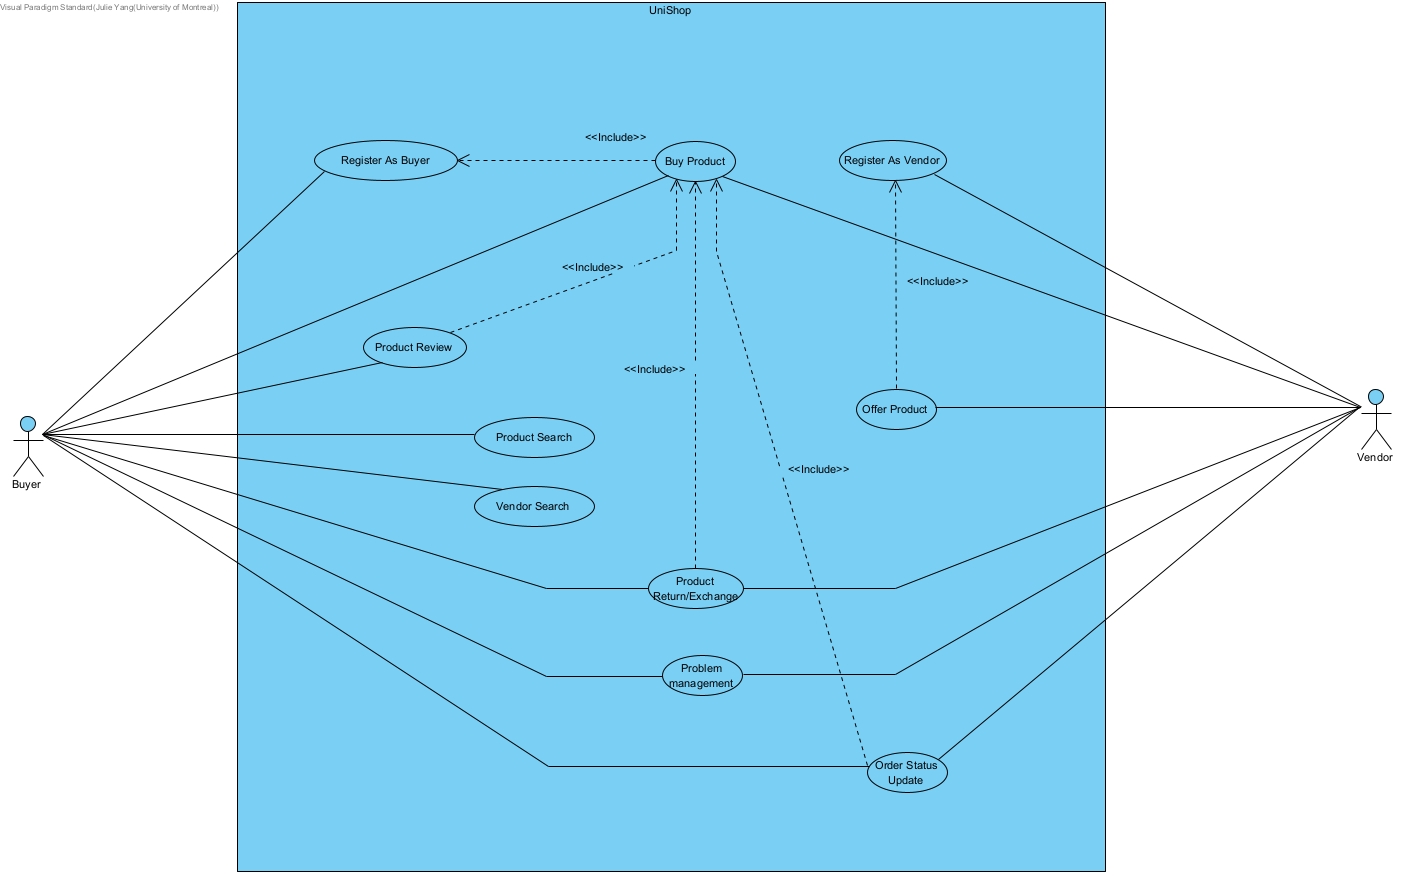 Visual Paradigm Standard(Julie Yang(University of Montreal))
UniShop
<<Include>>
Register As Buyer
Buy Product
Register As Vendor
<<Include>>
<<Include>>
Product Review
<<Include>>
Offer Product
Product Search
Vendor
<<Include>>
Buyer
Vendor Search
Product
Return/Exchange
Problem
management
Order Status
Update